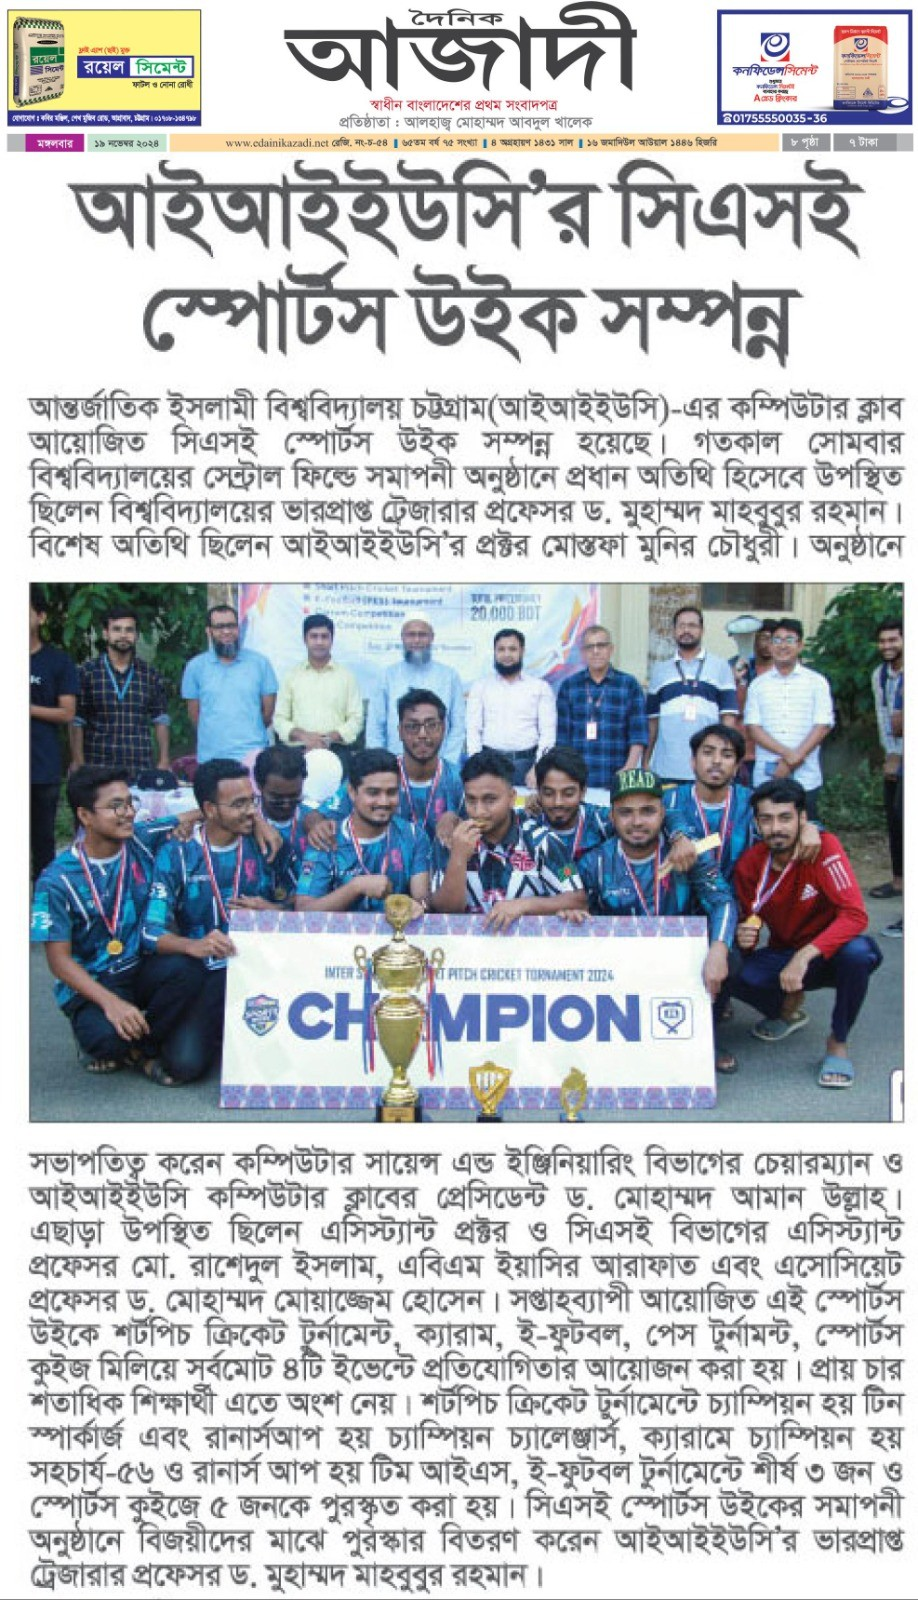 ফ্লাই এ্যাশ (ছাই) মুক্ত
রয়েল সিমেন্ট
ফাটল ও নোনা রোধী
রয়েল
সিমেন্ট
দৈনিক
আজাদী
স্বাধীন বাংলাদেশের প্রথম সংবাদপত্র
প্রতিষ্ঠাতা : আলহাজ্ব মোহাম্মদ আবদুল খালেক
কনফিডেন্স সিমেন্ট
01755550035-36
মঙ্গলবার
১৯ নভেম্বর ২০২৪
www.edainikazadi.net রেজি. নং-চ-৫৪ ৬৫তম বর্ষ ৭৫ সংখ্যা ৪ অগ্রহায়ণ ১৪৩১ সাল ১৬ জমাদিউল আউয়াল ১৪৪৬ হিজরি
৮ পৃষ্ঠা
৭ টাকা
আইআইইউসি’র সিএসই
স্পোর্টস উইক সম্পন্ন
আন্তর্জাতিক ইসলামী বিশ্ববিদ্যালয় চট্টগ্রাম(আইআইইউসি)-এর কম্পিউটার ক্লাব
আয়োজিত সিএসই স্পোর্টস উইক সম্পন্ন হয়েছে। গতকাল সোমবার
বিশ্ববিদ্যালয়ের সেন্ট্রাল ফিল্ডে সমাপনী অনুষ্ঠানে প্রধান অতিথি হিসেবে উপস্থিত
ছিলেন বিশ্ববিদ্যালয়ের ভারপ্রাপ্ত ট্রেজারার প্রফেসর ড. মুহাম্মদ মাহবুবুর রহমান।
বিশেষ অতিথি ছিলেন আইআইইউসি’র প্রক্টর মোস্তফা মুনির চৌধুরী। অনুষ্ঠানে
20,000 BDT
READ
INTER PITCH CRICKET TORNAMENT 2024
CH MPION
সভাপতিত্ব করেন কম্পিউটার সায়েন্স এন্ড ইঞ্জিনিয়ারিং বিভাগের চেয়ারম্যান ও
আইআইইউসি কম্পিউটার ক্লাবের প্রেসিডেন্ট ড. মোহাম্মদ আমান উল্লাহ।
এছাড়া উপস্থিত ছিলেন এসিস্ট্যান্ট প্রক্টর ও সিএসই বিভাগের এসিস্ট্যান্ট
প্রফেসর মো. রাশেদুল ইসলাম, এবিএম ইয়াসির আরাফাত এবং এসোসিয়েট
প্রফেসর ড. মোহাম্মদ মোয়াজ্জেম হোসেন। সপ্তাহব্যাপী আয়োজিত এই স্পোর্টস
উইকে শর্টপিচ ক্রিকেট টুর্নামেন্ট, ক্যারাম, ই-ফুটবল, পেস টুর্নামন্ট, স্পোর্টস
কুইজ মিলিয়ে সর্বমোট ৪টি ইভেন্টে প্রতিযোগিতার আয়োজন করা হয়। প্রায় চার
শতাধিক শিক্ষার্থী এতে অংশ নেয়। শর্টপিচ ক্রিকেট টুর্নামেন্টে চ্যাম্পিয়ন হয় টিন
স্পার্কার্জ এবং রানার্সআপ হয় চ্যাম্পিয়ন চ্যালেঞ্জার্স, ক্যারামে চ্যাম্পিয়ন হয়
সহচার্য-৫৬ ও রানার্স আপ হয় টিম আইএস, ই-ফুটবল টুর্নামেন্টে শীর্ষ ৩ জন ও
স্পোর্টস কুইজে ৫ জনকে পুরস্কৃত করা হয়। সিএসই স্পোর্টস উইকের সমাপনী
অনুষ্ঠানে বিজয়ীদের মাঝে পুরস্কার বিতরণ করেন আইআইইউসি’র ভারপ্রাপ্ত
ট্রেজারার প্রফেসর ড. মুহাম্মদ মাহবুবুর রহমান।